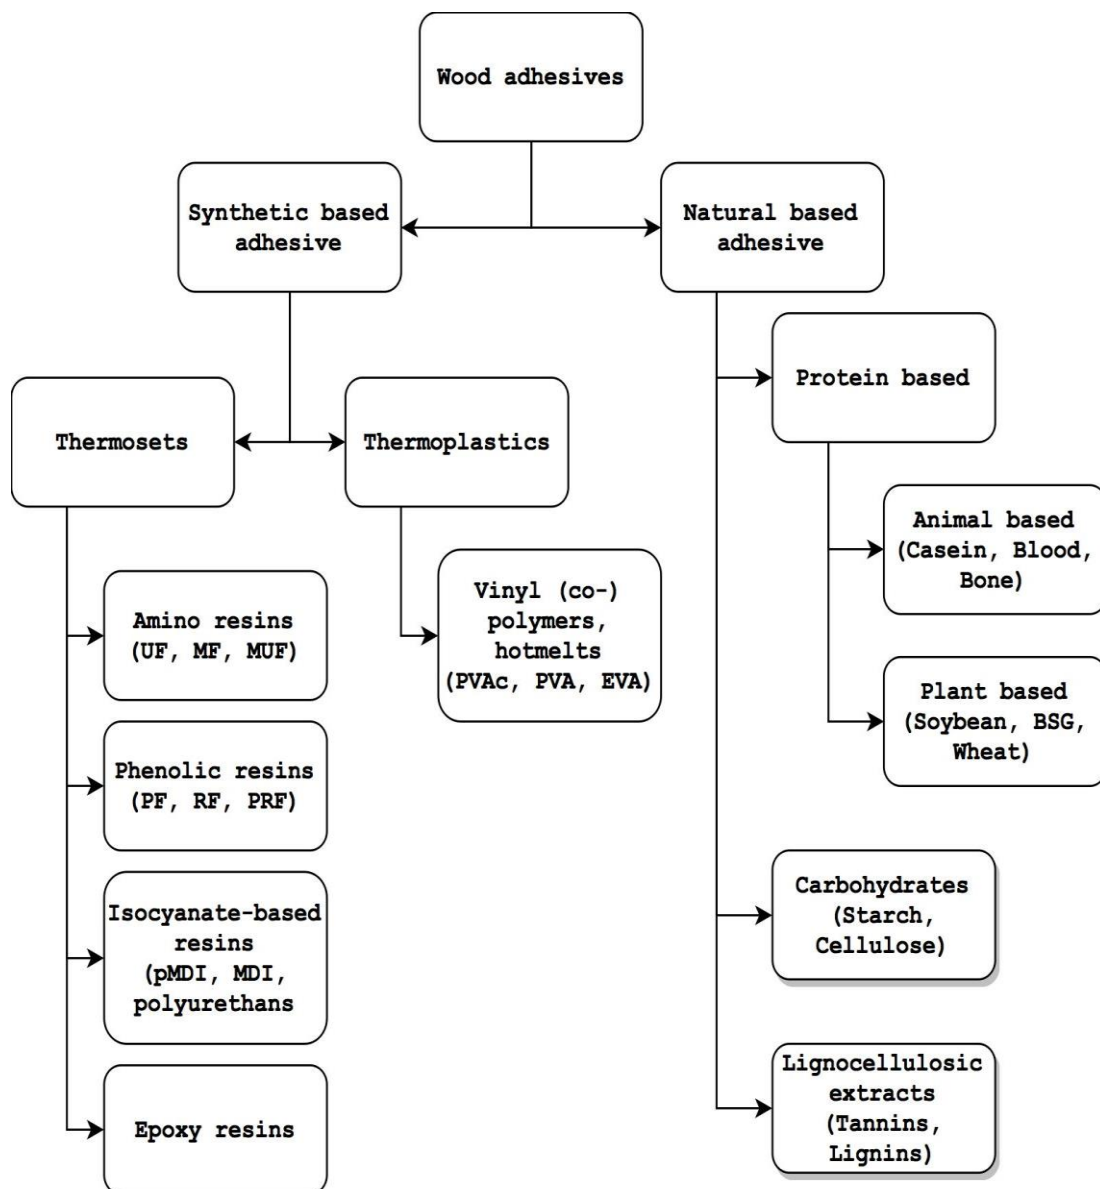 Wood adhesives
Synthetic based
adhesive
Natural based
adhesive
Thermosets
Thermoplastics
Amino resins
(UF, MF, MUF)
Phenolic resins
(PF, RF, PRF)
Isocyanate-based
resins
(pMDI, MDI,
polyurethans
Epoxy resins
Vinyl (co-)
polymers,
hotmelts
(PVAc, PVA, EVA)
Protein based
Animal based
(Casein, Blood,
Bone)
Plant based
(Soybean, BSG,
Wheat)
Carbohydrates
(Starch,
Cellulose)
Lignocellulosic
extracts
(Tannins,
Lignins)